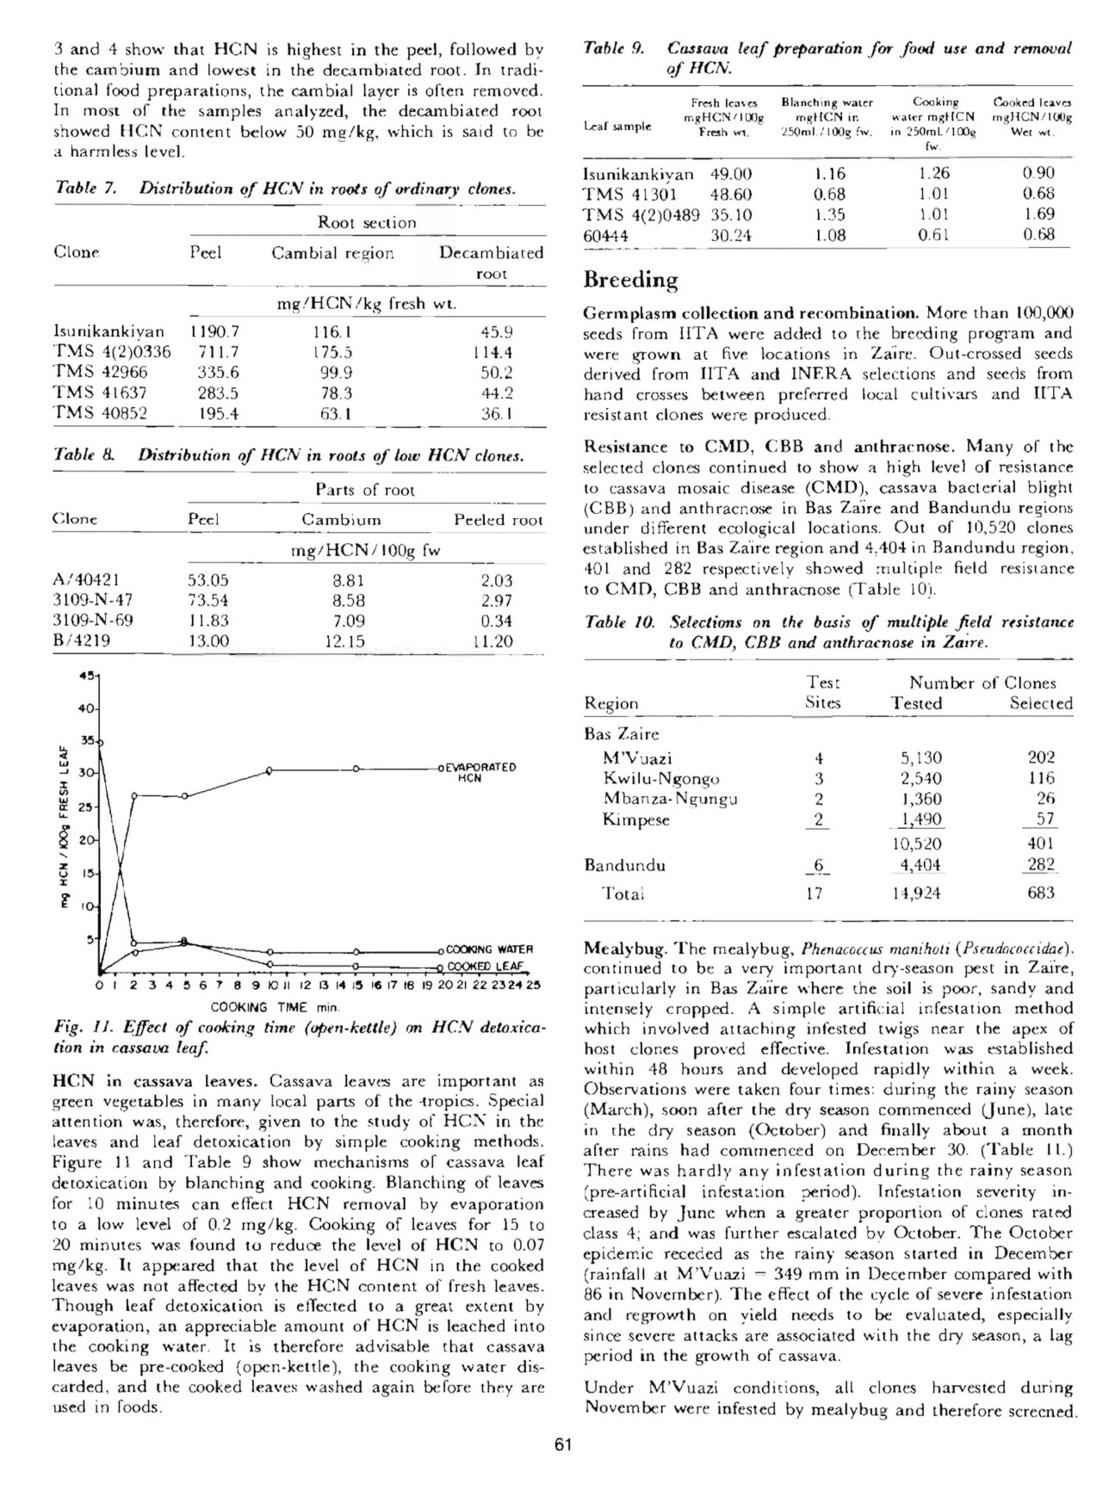 3 and 4 show that HCN is highest in the peel, followed by
the cambium and lowest in the decambiated root. In tradi-
tional food preparations, the cambial layer is often removed.
In most of the samples analyzed, the decambiated root
showed HCN content below 50 mg/kg, which is said to be
a harmless level.
Table 7. Distribution of HCN in roots of ordinary clones.
Root section
Clone Peel Cambial region Decambiated
root
mg/HCN/kg fresh wt.
Isunikankiyan 1190.7 116.1 45.9
TMS 4(2)0336 711.7 175.5 114.4
TMS 42966 335.6 99.9 50.2
TMS 41637 283.5 78.3 44.2
TMS 40852 195.4 63.1 36.1
Table 8. Distribution of HCN in roots of low HCN clones.
Parts of root
Clone Peel Cambium Peeled root
mg/HCN/100g fw
A/40421 53.05 8.81 2.03
3109-N-47 73.54 8.58 2.97
3109-N-69 11.83 7.09 0.34
B/4219 13.00 12.15 11.20
mg HCN / 100g FRESH LEAF
45
40
35
30
25
20
15
10
5
EVAPORATED
HCN
COOKING WATER
COOKED LEAF
0 1 2 3 4 5 6 7 8 9 10 11 12 13 14 15 16 17 18 19 20 21 22 23 24 25
COOKING TIME min.
Fig. 11. Effect of cooking time (open-kettle) on HCN detoxica-
tion in cassava leaf.
HCN in cassava leaves. Cassava leaves are important as
green vegetables in many local parts of the tropics. Special
attention was, therefore, given to the study of HCN in the
leaves and leaf detoxication by simple cooking methods.
Figure 11 and Table 9 show mechanisms of cassava leaf
detoxication by blanching and cooking. Blanching of leaves
for 10 minutes can effect HCN removal by evaporation
to a low level of 0.2 mg/kg. Cooking of leaves for 15 to
20 minutes was found to reduce the level of HCN to 0.07
mg/kg. It appeared that the level of HCN in the cooked
leaves was not affected by the HCN content of fresh leaves.
Though leaf detoxication is effected to a great extent by
evaporation, an appreciable amount of HCN is leached into
the cooking water. It is therefore advisable that cassava
leaves be pre-cooked (open-kettle), the cooking water dis-
carded, and the cooked leaves washed again before they are
used in foods.
Table 9. Cassava leaf preparation for food use and removal
of HCN.
Fresh leaves Blanching water Cooking Cooked leaves
mgHCN/100g mgHCN in water mgHCN mgHCN/100g
Leaf sample Fresh wt. 250ml/100g fw. in 250mL/100g Wet wt.
fw.
Isunikankiyan 49.00 1.16 1.26 0.90
TMS 41301 48.60 0.68 1.01 0.68
TMS 4(2)0489 35.10 1.35 1.01 1.69
60444 30.24 1.08 0.61 0.68
Breeding
Germplasm collection and recombination. More than 100,000
seeds from IITA were added to the breeding program and
were grown at five locations in Zaïre. Out-crossed seeds
derived from IITA and INERA selections and seeds from
hand crosses between preferred local cultivars and IITA
resistant clones were produced.
Resistance to CMD, CBB and anthracnose. Many of the
selected clones continued to show a high level of resistance
to cassava mosaic disease (CMD), cassava bacterial blight
(CBB) and anthracnose in Bas Zaïre and Bandundu regions
under different ecological locations. Out of 10,520 clones
established in Bas Zaire region and 4,404 in Bandundu region,
401 and 282 respectively showed multiple field resistance
to CMD, CBB and anthracnose (Table 10).
Table 10. Selections on the basis of multiple field resistance
to CMD, CBB and anthracnose in Zaire.
Test Number of Clones
Region Sites Tested Selected
Bas Zaire
M'Vuazi 4 5,130 202
Kwilu-Ngongo 3 2,540 116
Mbanza-Ngungu 2 1,360 26
Kimpese 2 1,490 57
10,520 401
Bandundu 6 4,404 282
Total 17 14,924 683
Mealybug. The mealybug, Phenacoccus manihoti (Pseudococcidae).
continued to be a very important dry-season pest in Zaïre,
particularly in Bas Zaïre where the soil is poor, sandy and
intensely cropped. A simple artificial infestation method
which involved attaching infested twigs near the apex of
host clones proved effective. Infestation was established
within 48 hours and developed rapidly within a week.
Observations were taken four times: during the rainy season
(March), soon after the dry season commenced (June), late
in the dry season (October) and finally about a month
after rains had commenced on December 30. (Table 11.)
There was hardly any infestation during the rainy season
(pre-artificial infestation period). Infestation severity in-
creased by June when a greater proportion of clones rated
class 4; and was further escalated by October. The October
epidemic receded as the rainy season started in December
(rainfall at M'Vuazi = 349 mm in December compared with
86 in November). The effect of the cycle of severe infestation
and regrowth on yield needs to be evaluated, especially
since severe attacks are associated with the dry season, a lag
period in the growth of cassava.
Under M'Vuazi conditions, all clones harvested during
November were infested by mealybug and therefore screened.
61